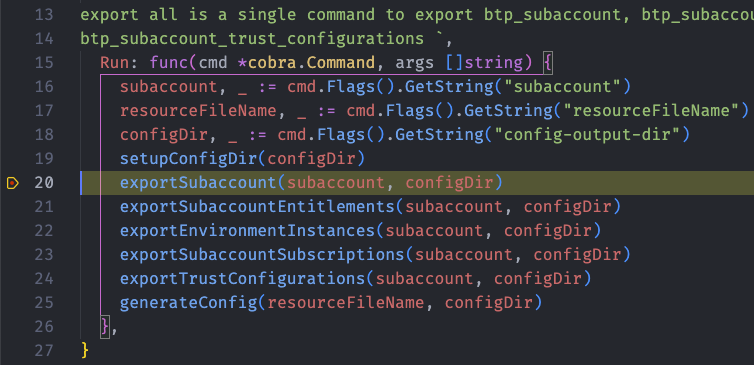 13 export all is a single command to export btp_subaccount, btp_subaccou
14 btp_subaccount_trust_configurations `,
15 Run: func(cmd *cobra.Command, args []string) {
16 subaccount, _ := cmd.Flags().GetString("subaccount")
17 resourceFileName, _ := cmd.Flags().GetString("resourceFileName")
18 configDir, _ := cmd.Flags().GetString("config-output-dir")
19 setupConfigDir(configDir)
20 exportSubaccount(subaccount, configDir)
21 exportSubaccountEntitlements(subaccount, configDir)
22 exportEnvironmentInstances(subaccount, configDir)
23 exportSubaccountSubscriptions(subaccount, configDir)
24 exportTrustConfigurations(subaccount, configDir)
25 generateConfig(resourceFileName, configDir)
26 },
27 }